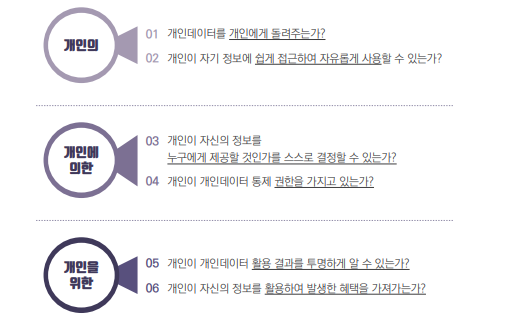 개인의
01 개인데이터를 개인에게 돌려주는가?
02 개인이 자기 정보에 쉽게 접근하여 자유롭게 사용할 수 있는가?
개인에
의한
03 개인이 자신의 정보를
누구에게 제공할 것인가를 스스로 결정할 수 있는가?
04 개인이 개인데이터 통제 권한을 가지고 있는가?
개인을
위한
05 개인이 개인데이터 활용 결과를 투명하게 알 수 있는가?
06 개인이 자신의 정보를 활용하여 발생한 혜택을 가져가는가?